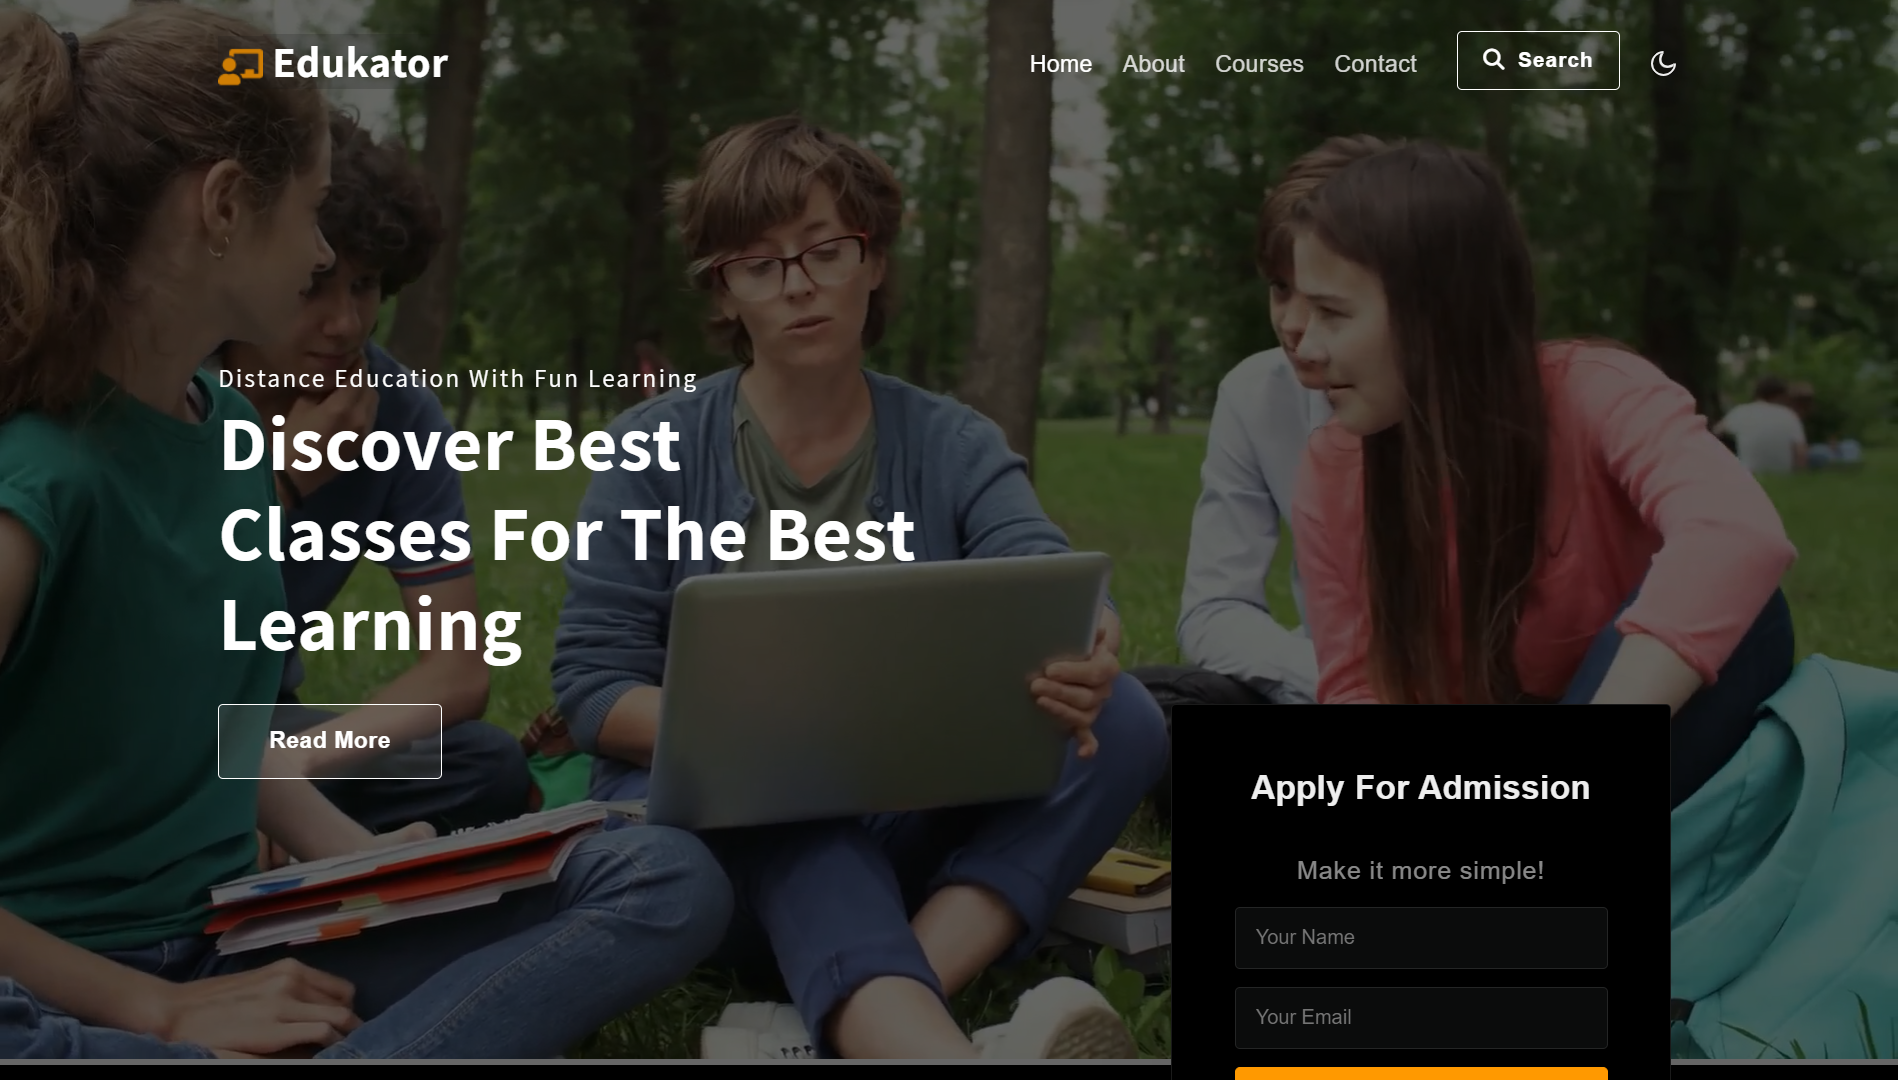 Edukator
Home
About
Courses
Contact
Search
Distance Education With Fun Learning
Discover Best
Classes For The Best
Learning
Read More
Apply For Admission
Make it more simple!
Your Name
Your Email